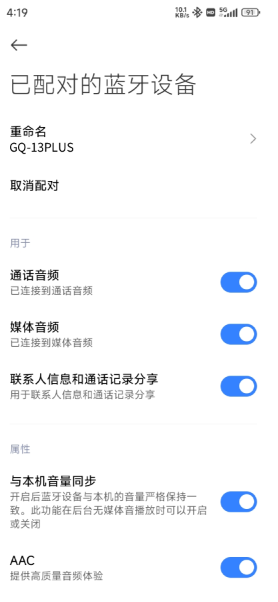 4:19
10.1 KB/s 5G 91
已配对的蓝牙设备
重命名
GQ-13PLUS
取消配对
用于
通话音频
已连接到通话音频
媒体音频
已连接到媒体音频
联系人信息和通话记录分享
用于联系人信息和通话记录分享
属性
与本机音量同步
开启后蓝牙设备与本机的音量严格保持一
致。此功能在后台无媒体音播放时可以开启
或关闭
AAC
提供高质量音频体验